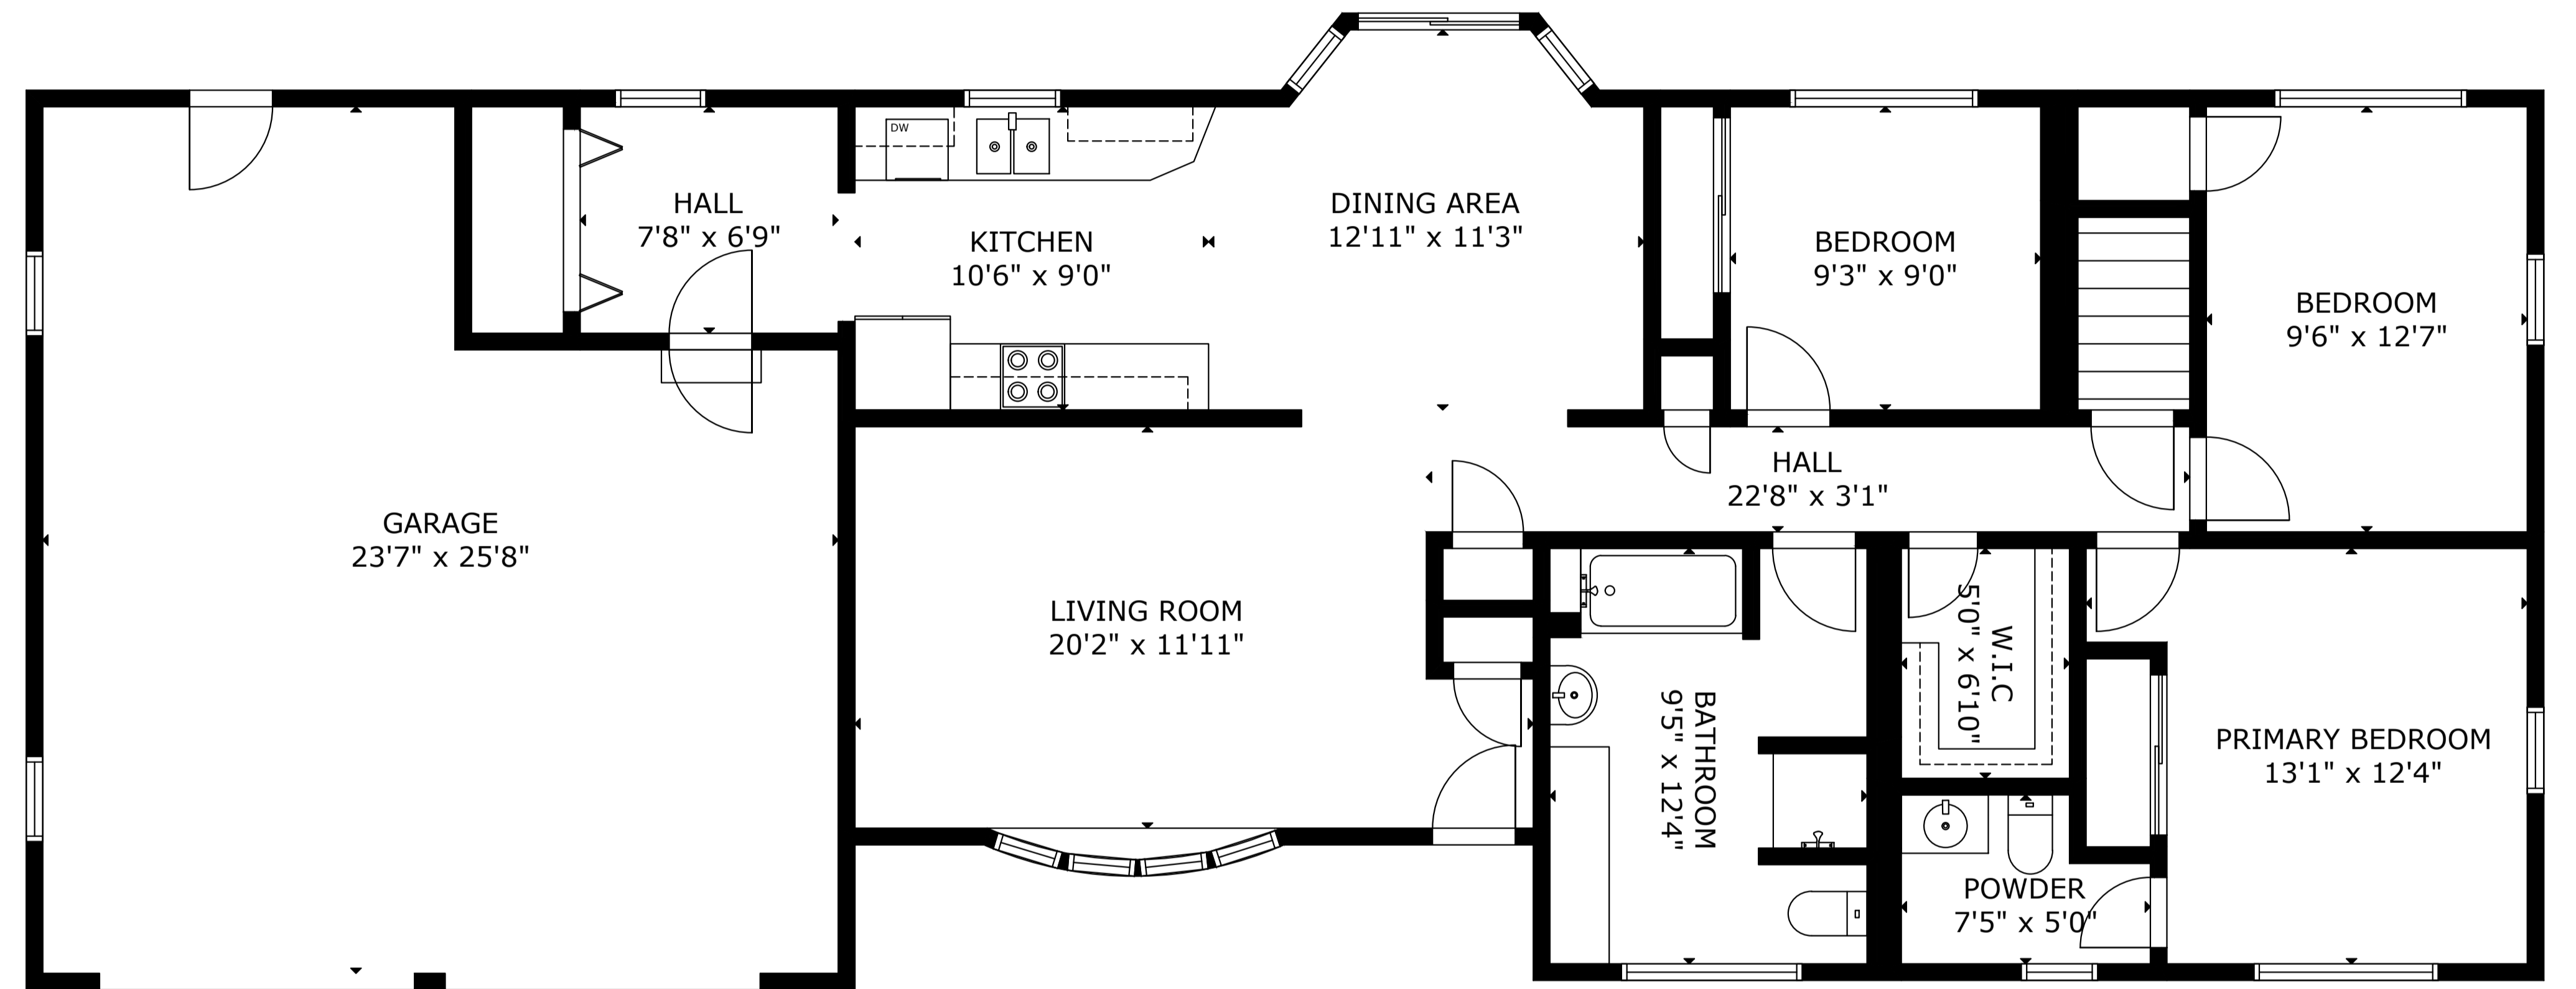 DW
HALL
7'8" x 6'9"
KITCHEN
10'6" x 9'0"
DINING AREA
12'11" x 11'3"
BEDROOM
9'3" x 9'0"
BEDROOM
9'6" x 12'7"
HALL
22'8" x 3'1"
GARAGE
23'7" x 25'8"
LIVING ROOM
20'2" x 11'11"
BATHROOM
9'5" x 12'4"
W.I.C
5'0" x 6'10"
PRIMARY BEDROOM
13'1" x 12'4"
POWDER
7'5" x 5'0"